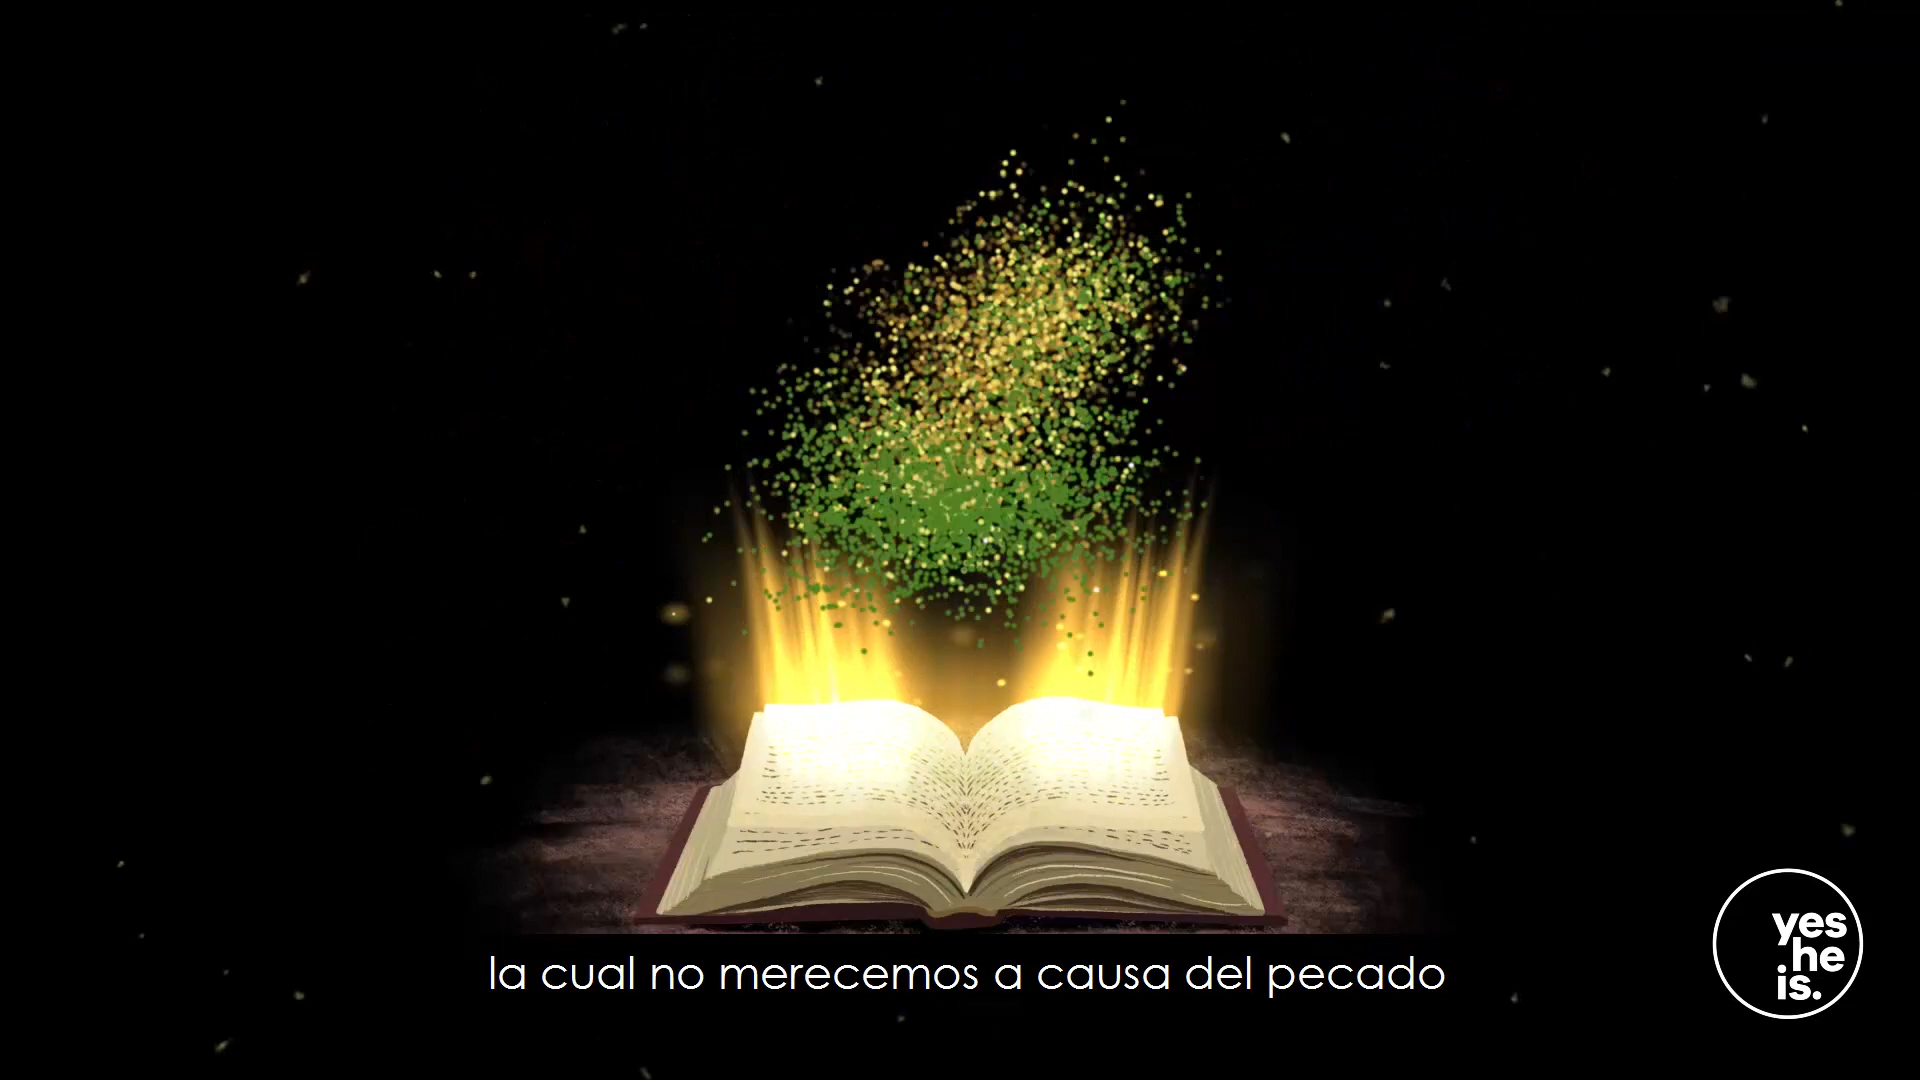 la cual no merecemos a causa del pecado
yes
he
is.